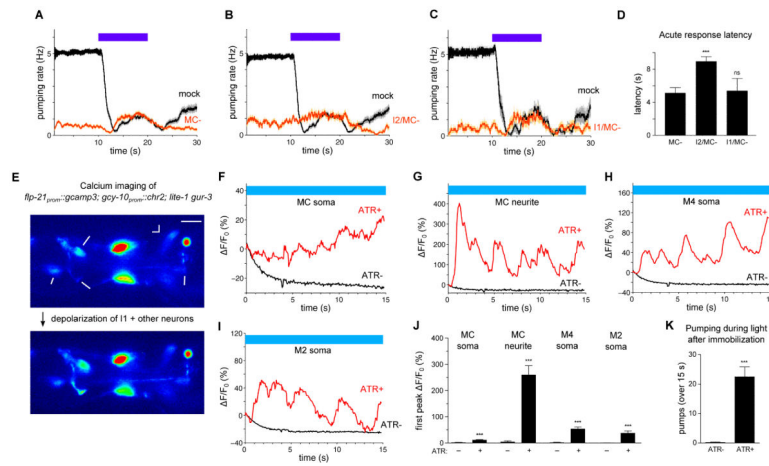 A
pumping rate (Hz)
5
0
mock
MC-
0 10 20 30
time (s)
B
pumping rate (Hz)
5
0
mock
I2/MC-
0 10 20 30
time (s)
C
pumping rate (Hz)
5
0
mock
I1/MC-
0 10 20 30
time (s)
D
Acute response latency
latency (s)
12
8
4
0
***
ns
MC- I2/MC- I1/MC-
E
Calcium imaging of
flp-21prom::gcamp3; gcy-10prom::chr2; lite-1 gur-3
depolarization of I1 + other neurons
F
MC soma
ΔF/F0 (%)
40
20
0
−20
ATR+
ATR-
0 5 10 15
time (s)
G
MC neurite
ΔF/F0 (%)
500
400
300
200
100
0
ATR+
ATR-
0 5 10 15
time (s)
H
M4 soma
ΔF/F0 (%)
160
120
80
40
0
−40
ATR+
ATR-
0 5 10 15
time (s)
I
M2 soma
ΔF/F0 (%)
120
80
40
0
−40
ATR+
ATR-
0 5 10 15
time (s)
J
MC soma
MC neurite
M4 soma
M2 soma
first peak ΔF/F0 (%)
400
300
200
100
0
***
***
***
***
ATR: − + − + − + − +
K
Pumping during light
after immobilization
pumps (over 15 s)
30
20
10
0
***
ATR- ATR+